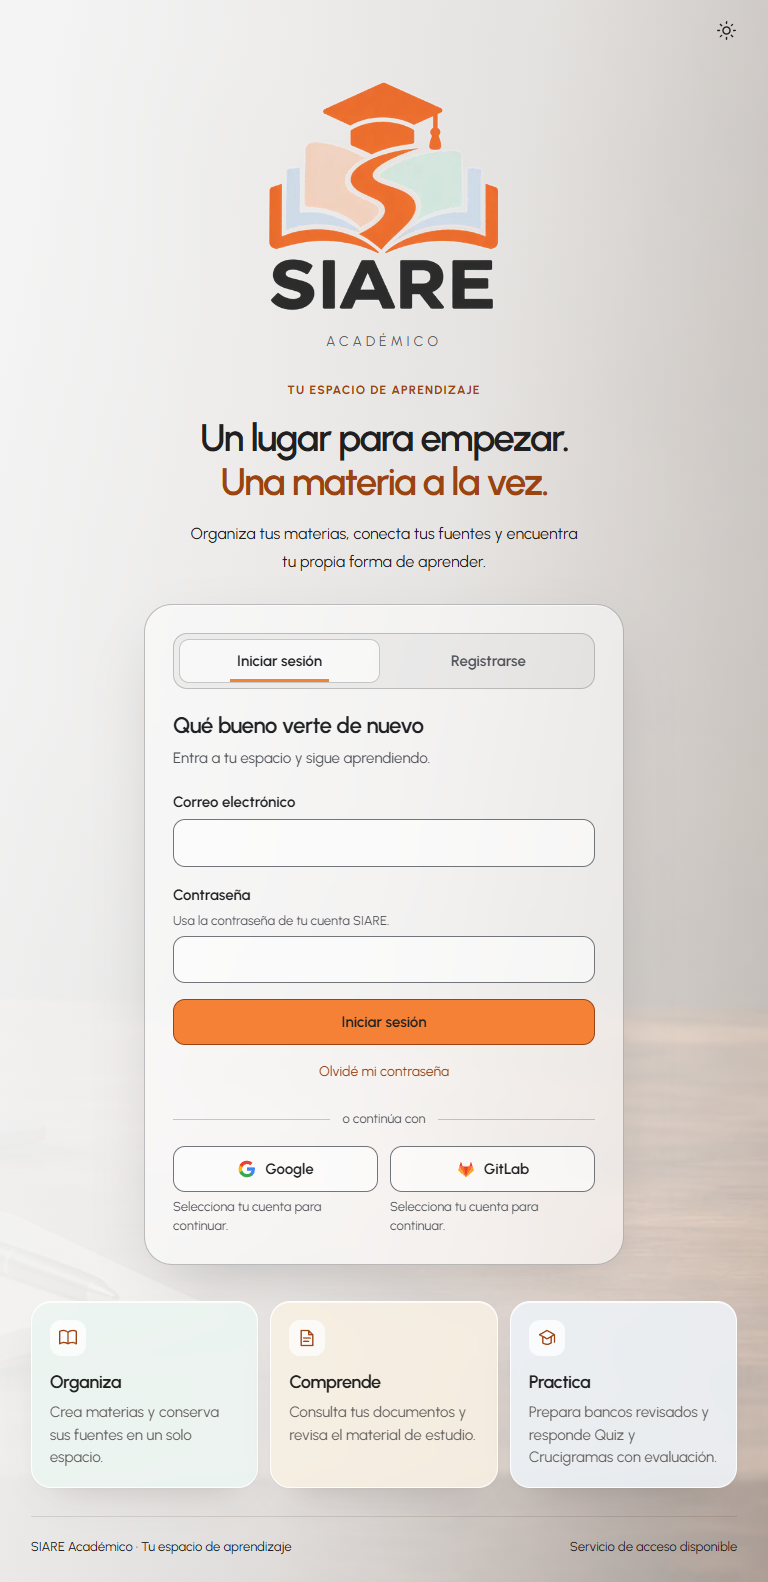 SIARE
ACADÉMICO
TU ESPACIO DE APRENDIZAJE
Un lugar para empezar.
Una materia a la vez.
Organiza tus materias, conecta tus fuentes y encuentra
tu propia forma de aprender.
Iniciar sesión
Registrarse
Qué bueno verte de nuevo
Entra a tu espacio y sigue aprendiendo.
Correo electrónico
Contraseña
Usa la contraseña de tu cuenta SIARE.
Iniciar sesión
Olvidé mi contraseña
o continúa con
Google
GitLab
Selecciona tu cuenta para
continuar.
Selecciona tu cuenta para
continuar.
Organiza
Crea materias y conserva
sus fuentes en un solo
espacio.
Comprende
Consulta tus documentos y
revisa el material de estudio.
Practica
Prepara bancos revisados y
responde Quiz y
Crucigramas con evaluación.
SIARE Académico · Tu espacio de aprendizaje
Servicio de acceso disponible